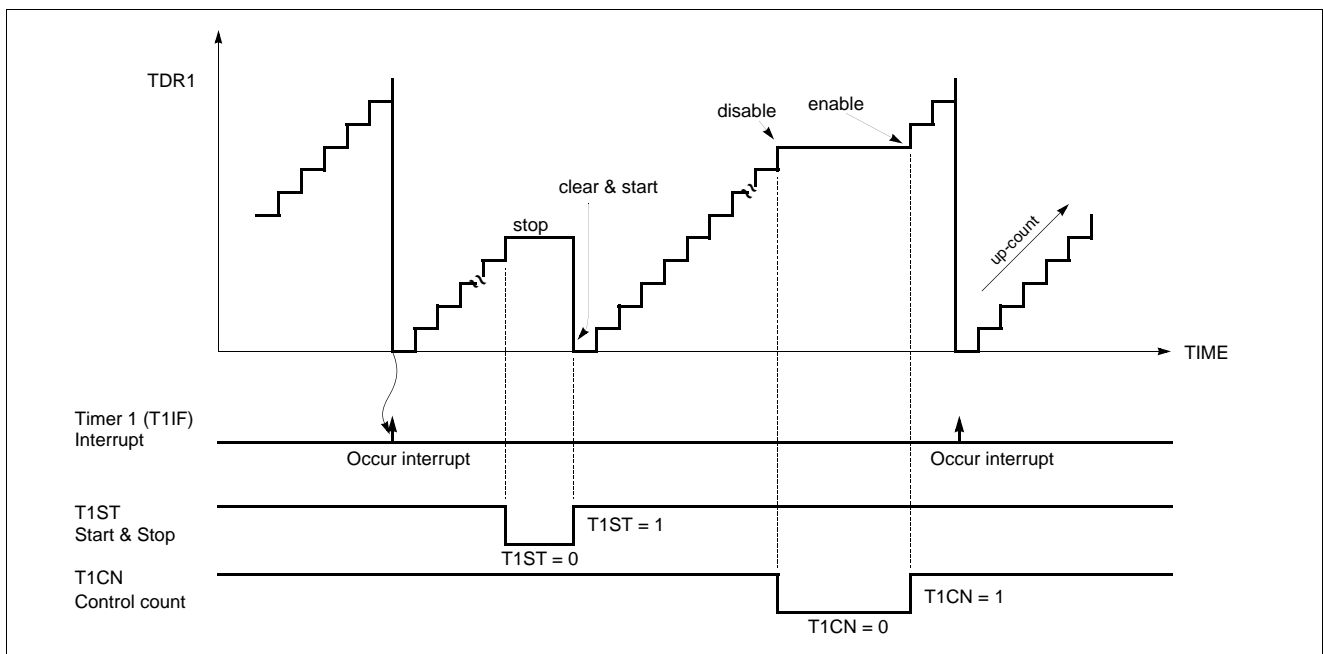 TDR1
disable
enable
clear & start
stop
up-count
TIME
Timer 1 (T1IF)
Interrupt
Occur interrupt
Occur interrupt
T1ST
Start & Stop
T1ST = 1
T1ST = 0
T1CN
Control count
T1CN = 1
T1CN = 0